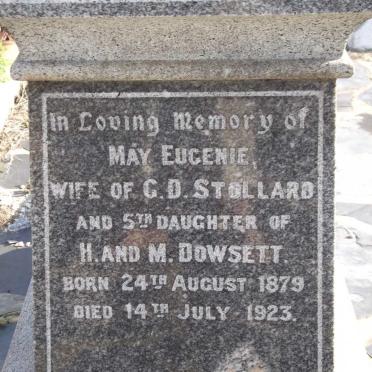 In Loving Memory of
MAY EUGENIE,
WIFE OF G. D. STOLLARD
AND 5TH DAUGHTER OF
H. AND M. DOWSETT
BORN 24TH AUGUST 1879
DIED 14TH JULY 1923.